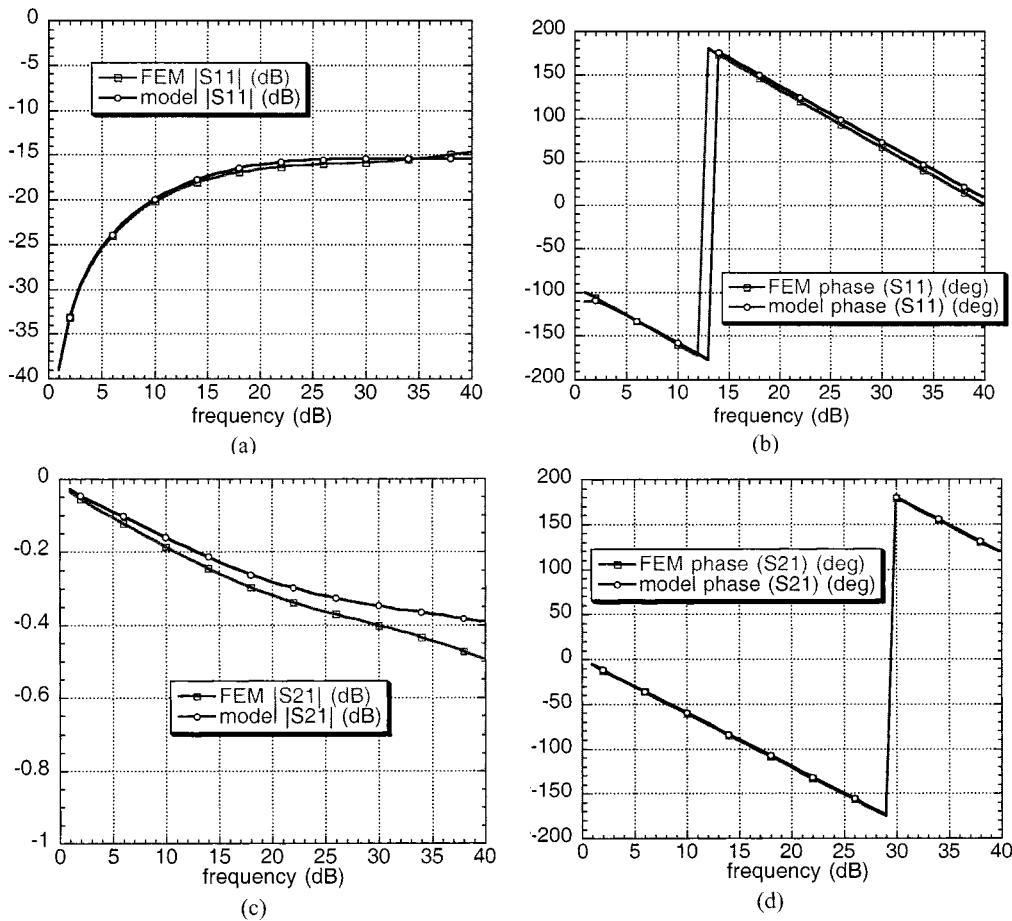 0
-5
-10
-15
-20
-25
-30
-35
-40
FEM |S11| (dB)
model |S11| (dB)
0 5 10 15 20 25 30 35 40
frequency (dB)
(a)
200
150
100
50
0
-50
-100
-150
-200
FEM phase (S11) (deg)
model phase (S11) (deg)
0 5 10 15 20 25 30 35 40
frequency (dB)
(b)
0
-0.2
-0.4
-0.6
-0.8
-1
FEM |S21| (dB)
model |S21| (dB)
0 5 10 15 20 25 30 35 40
frequency (dB)
(c)
200
150
100
50
0
-50
-100
-150
-200
FEM phase (S21) (deg)
model phase (S21) (deg)
0 5 10 15 20 25 30 35 40
frequency (dB)
(d)